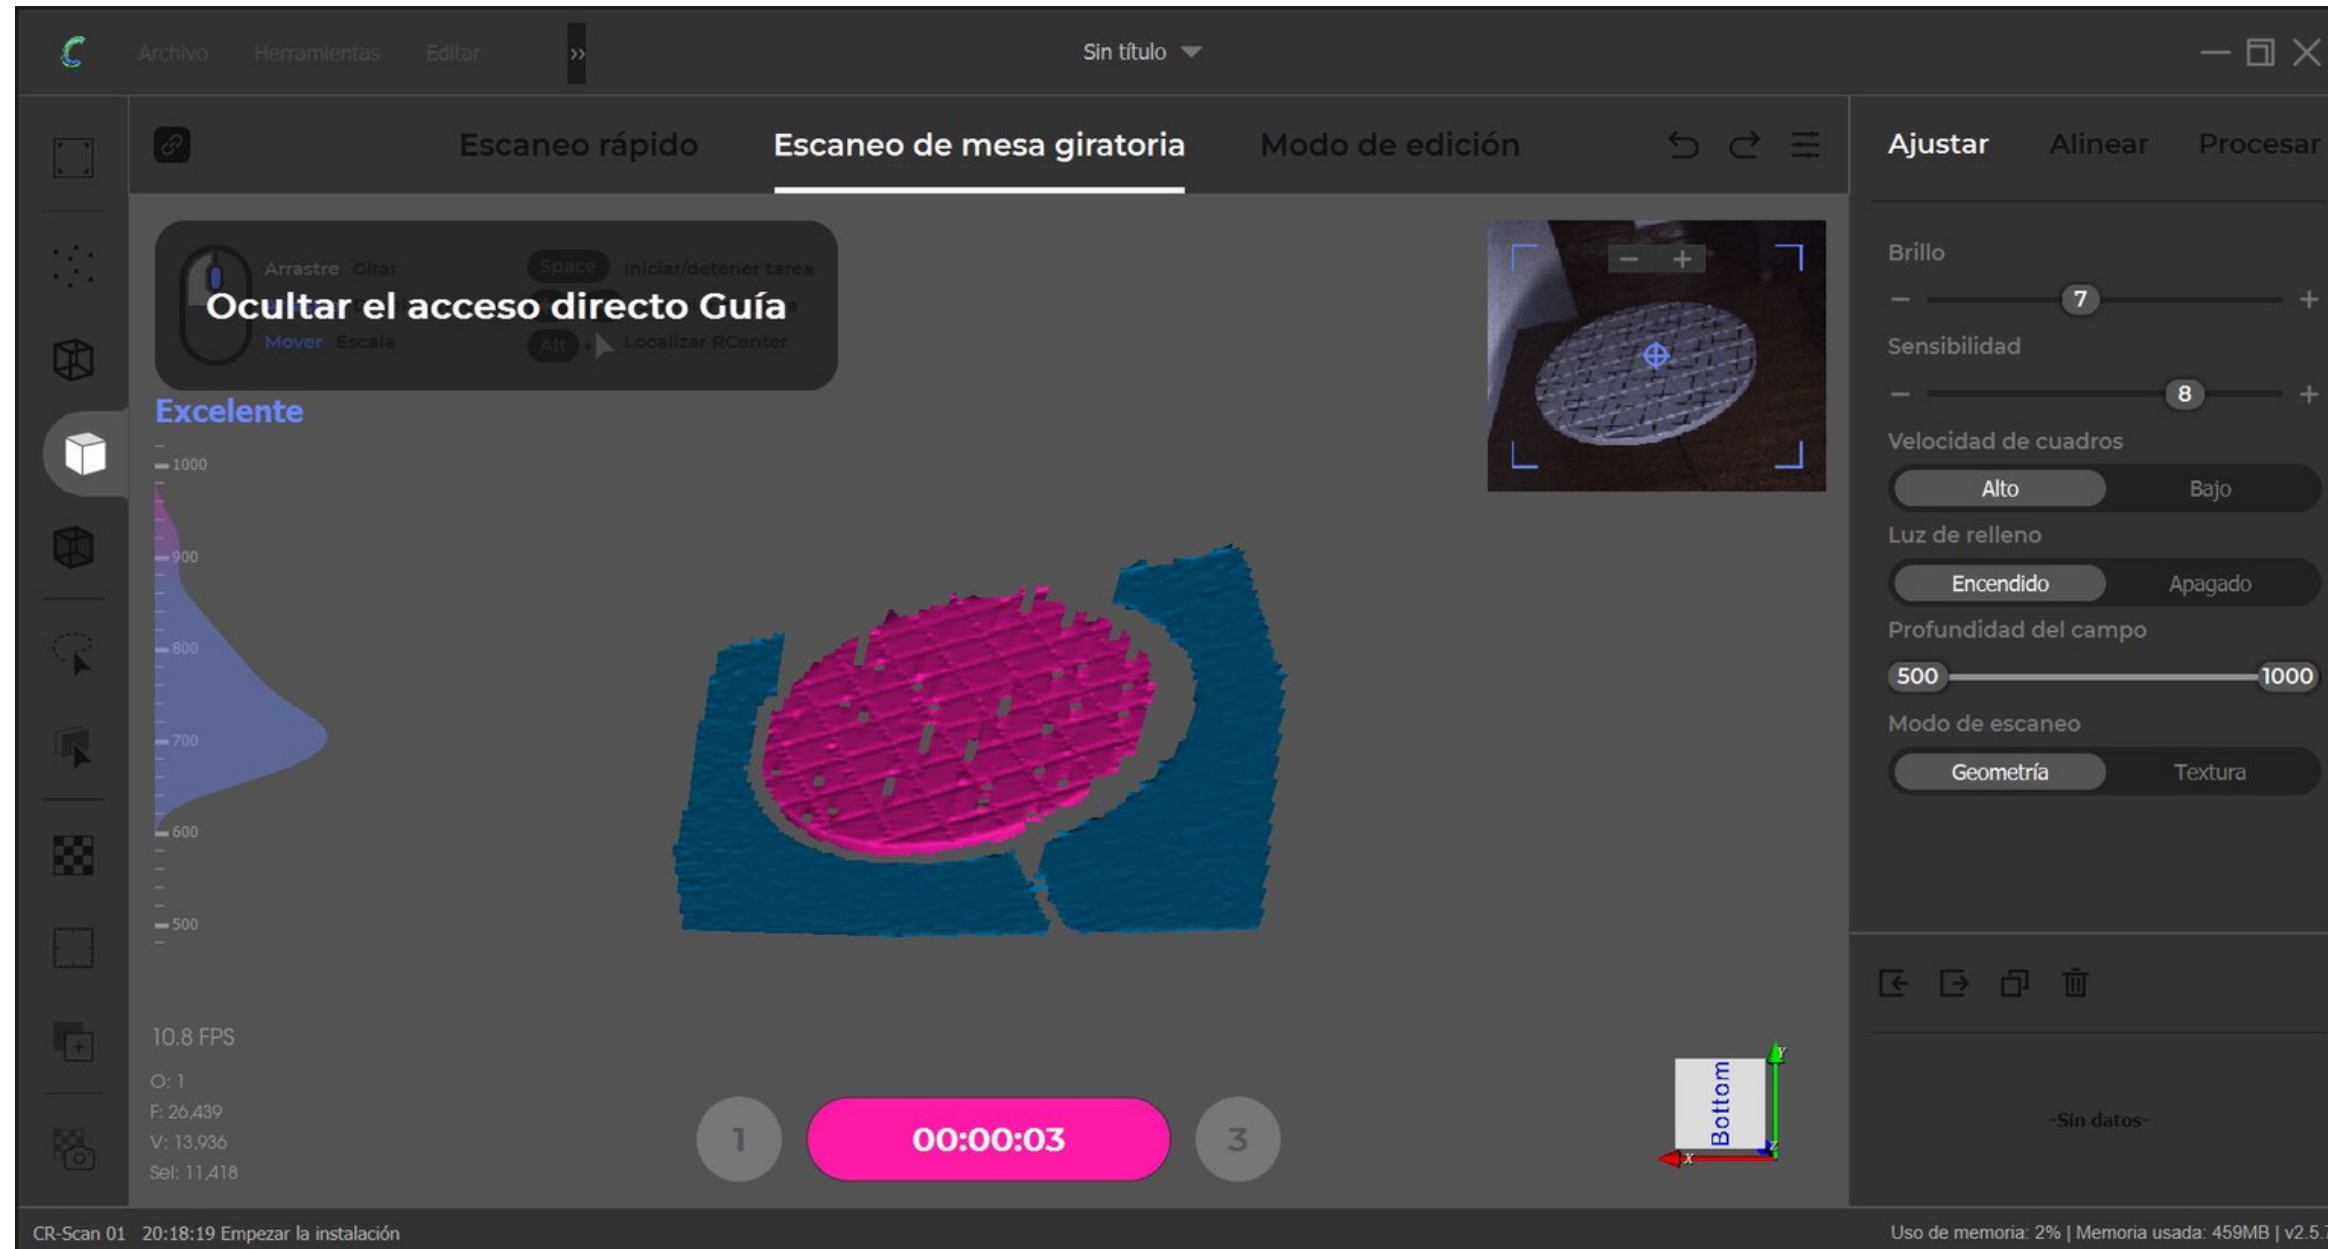 Archivo Herramientas Editar »
Sin título
Escaneo rápido Escaneo de mesa giratoria Modo de edición
Ajustar Alinear Procesar
Arrastre Girar
Space Iniciar/detener tarea
Ocultar el acceso directo Guía
Mover Escala
Alt + Localizar RCenter
Excelente
1000
900
800
700
600
500
10.8 FPS
O: 1
F: 26,439
V: 13,936
Sel: 11,418
1 00:00:03 3
Bottom
Y
X
Z
Brillo
− 7 +
Sensibilidad
− 8 +
Velocidad de cuadros
Alto Bajo
Luz de relleno
Encendido Apagado
Profundidad del campo
500 1000
Modo de escaneo
Geometría Textura
-Sin datos-
CR-Scan 01 20:18:19 Empezar la instalación
Uso de memoria: 2% | Memoria usada: 459MB | v2.5.